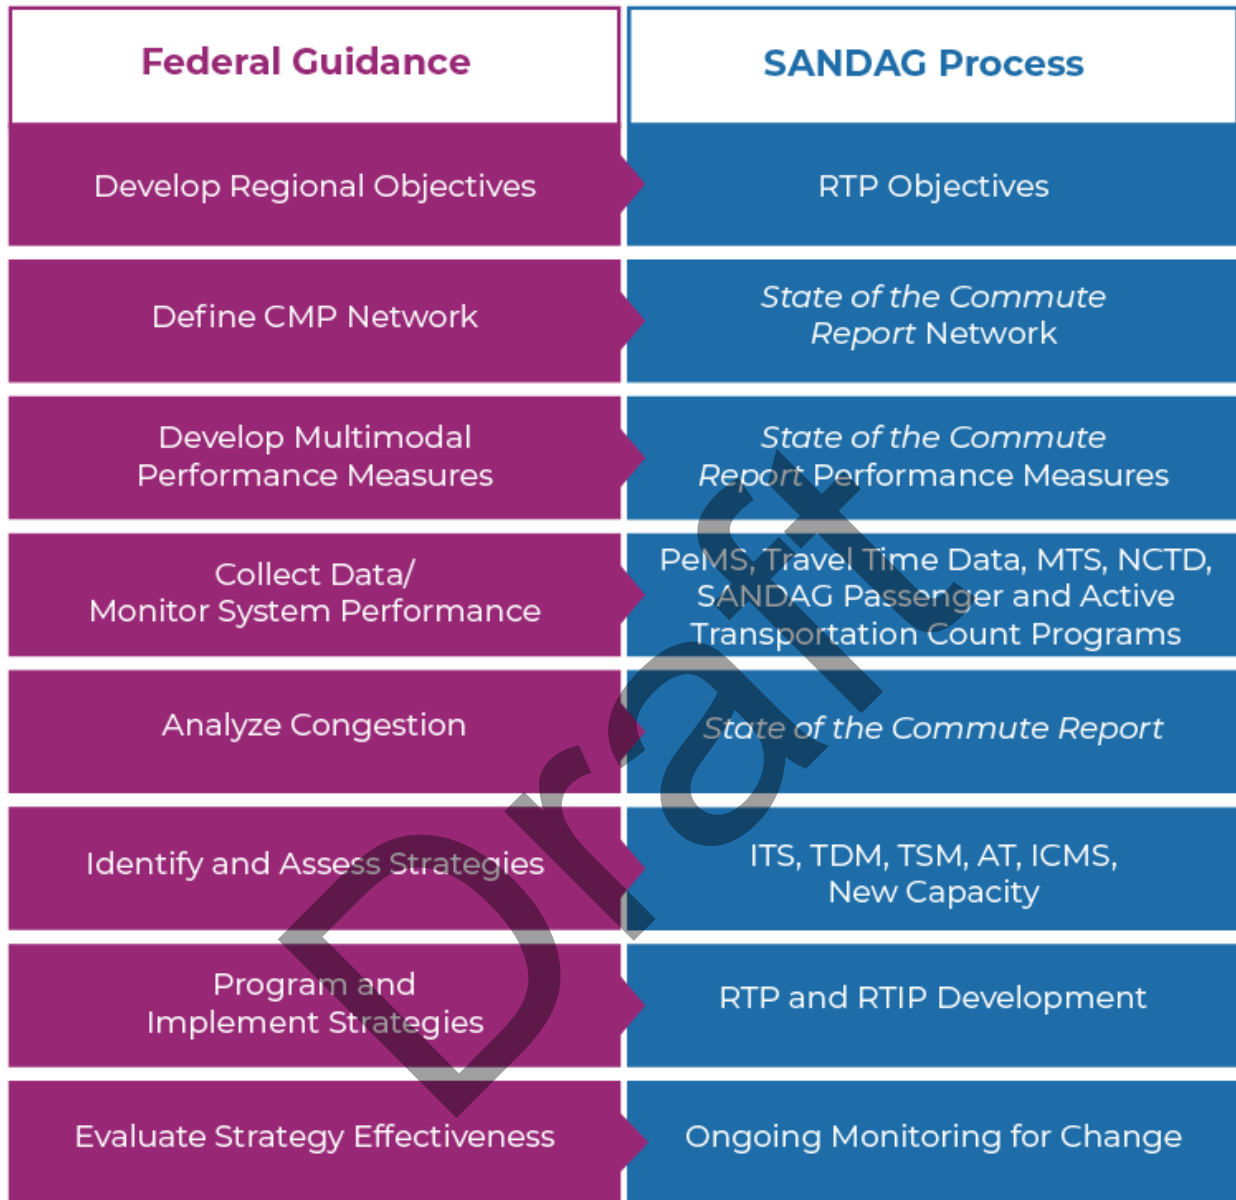 Federal Guidance
SANDAG Process
Develop Regional Objectives
RTP Objectives
Define CMP Network
State of the Commute
Report Network
Develop Multimodal
Performance Measures
State of the Commute
Report Performance Measures
Collect Data/
Monitor System Performance
PeMS, Travel Time Data, MTS, NCTD,
SANDAG Passenger and Active
Transportation Count Programs
Analyze Congestion
State of the Commute Report
Identify and Assess Strategies
ITS, TDM, TSM, AT, ICMS,
New Capacity
Program and
Implement Strategies
RTP and RTIP Development
Evaluate Strategy Effectiveness
Ongoing Monitoring for Change
Draft